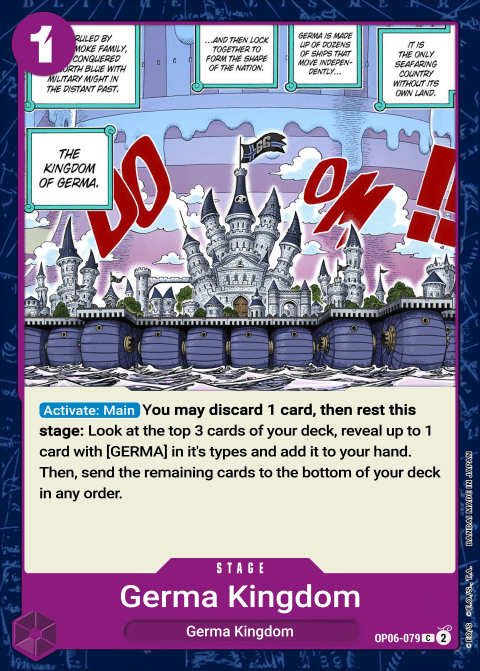 1
RULED BY
MOKE FAMILY,
CONQUERED
ORTH BLUE WITH
MILITARY MIGHT IN
THE DISTANT PAST.
...AND THEN LOCK
TOGETHER TO
FORM THE SHAPE
OF THE NATION.
GERMA IS MADE
UP OF DOZENS
OF SHIPS THAT
MOVE INDEPEN-
DENTLY...
IT IS
THE ONLY
SEAFARING
COUNTRY
WITHOUT ITS
OWN LAND.
THE
KINGDOM
OF GERMA.
DO
OM!!
Activate: Main You may discard 1 card, then rest this
stage: Look at the top 3 cards of your deck, reveal up to 1
card with [GERMA] in it's types and add it to your hand.
Then, send the remaining cards to the bottom of your deck
in any order.
STAGE
Germa Kingdom
Germa Kingdom
OP06-079 C 2
BANDAI MADE IN JAPAN
©E.O/S ©E.O./S., T.A.